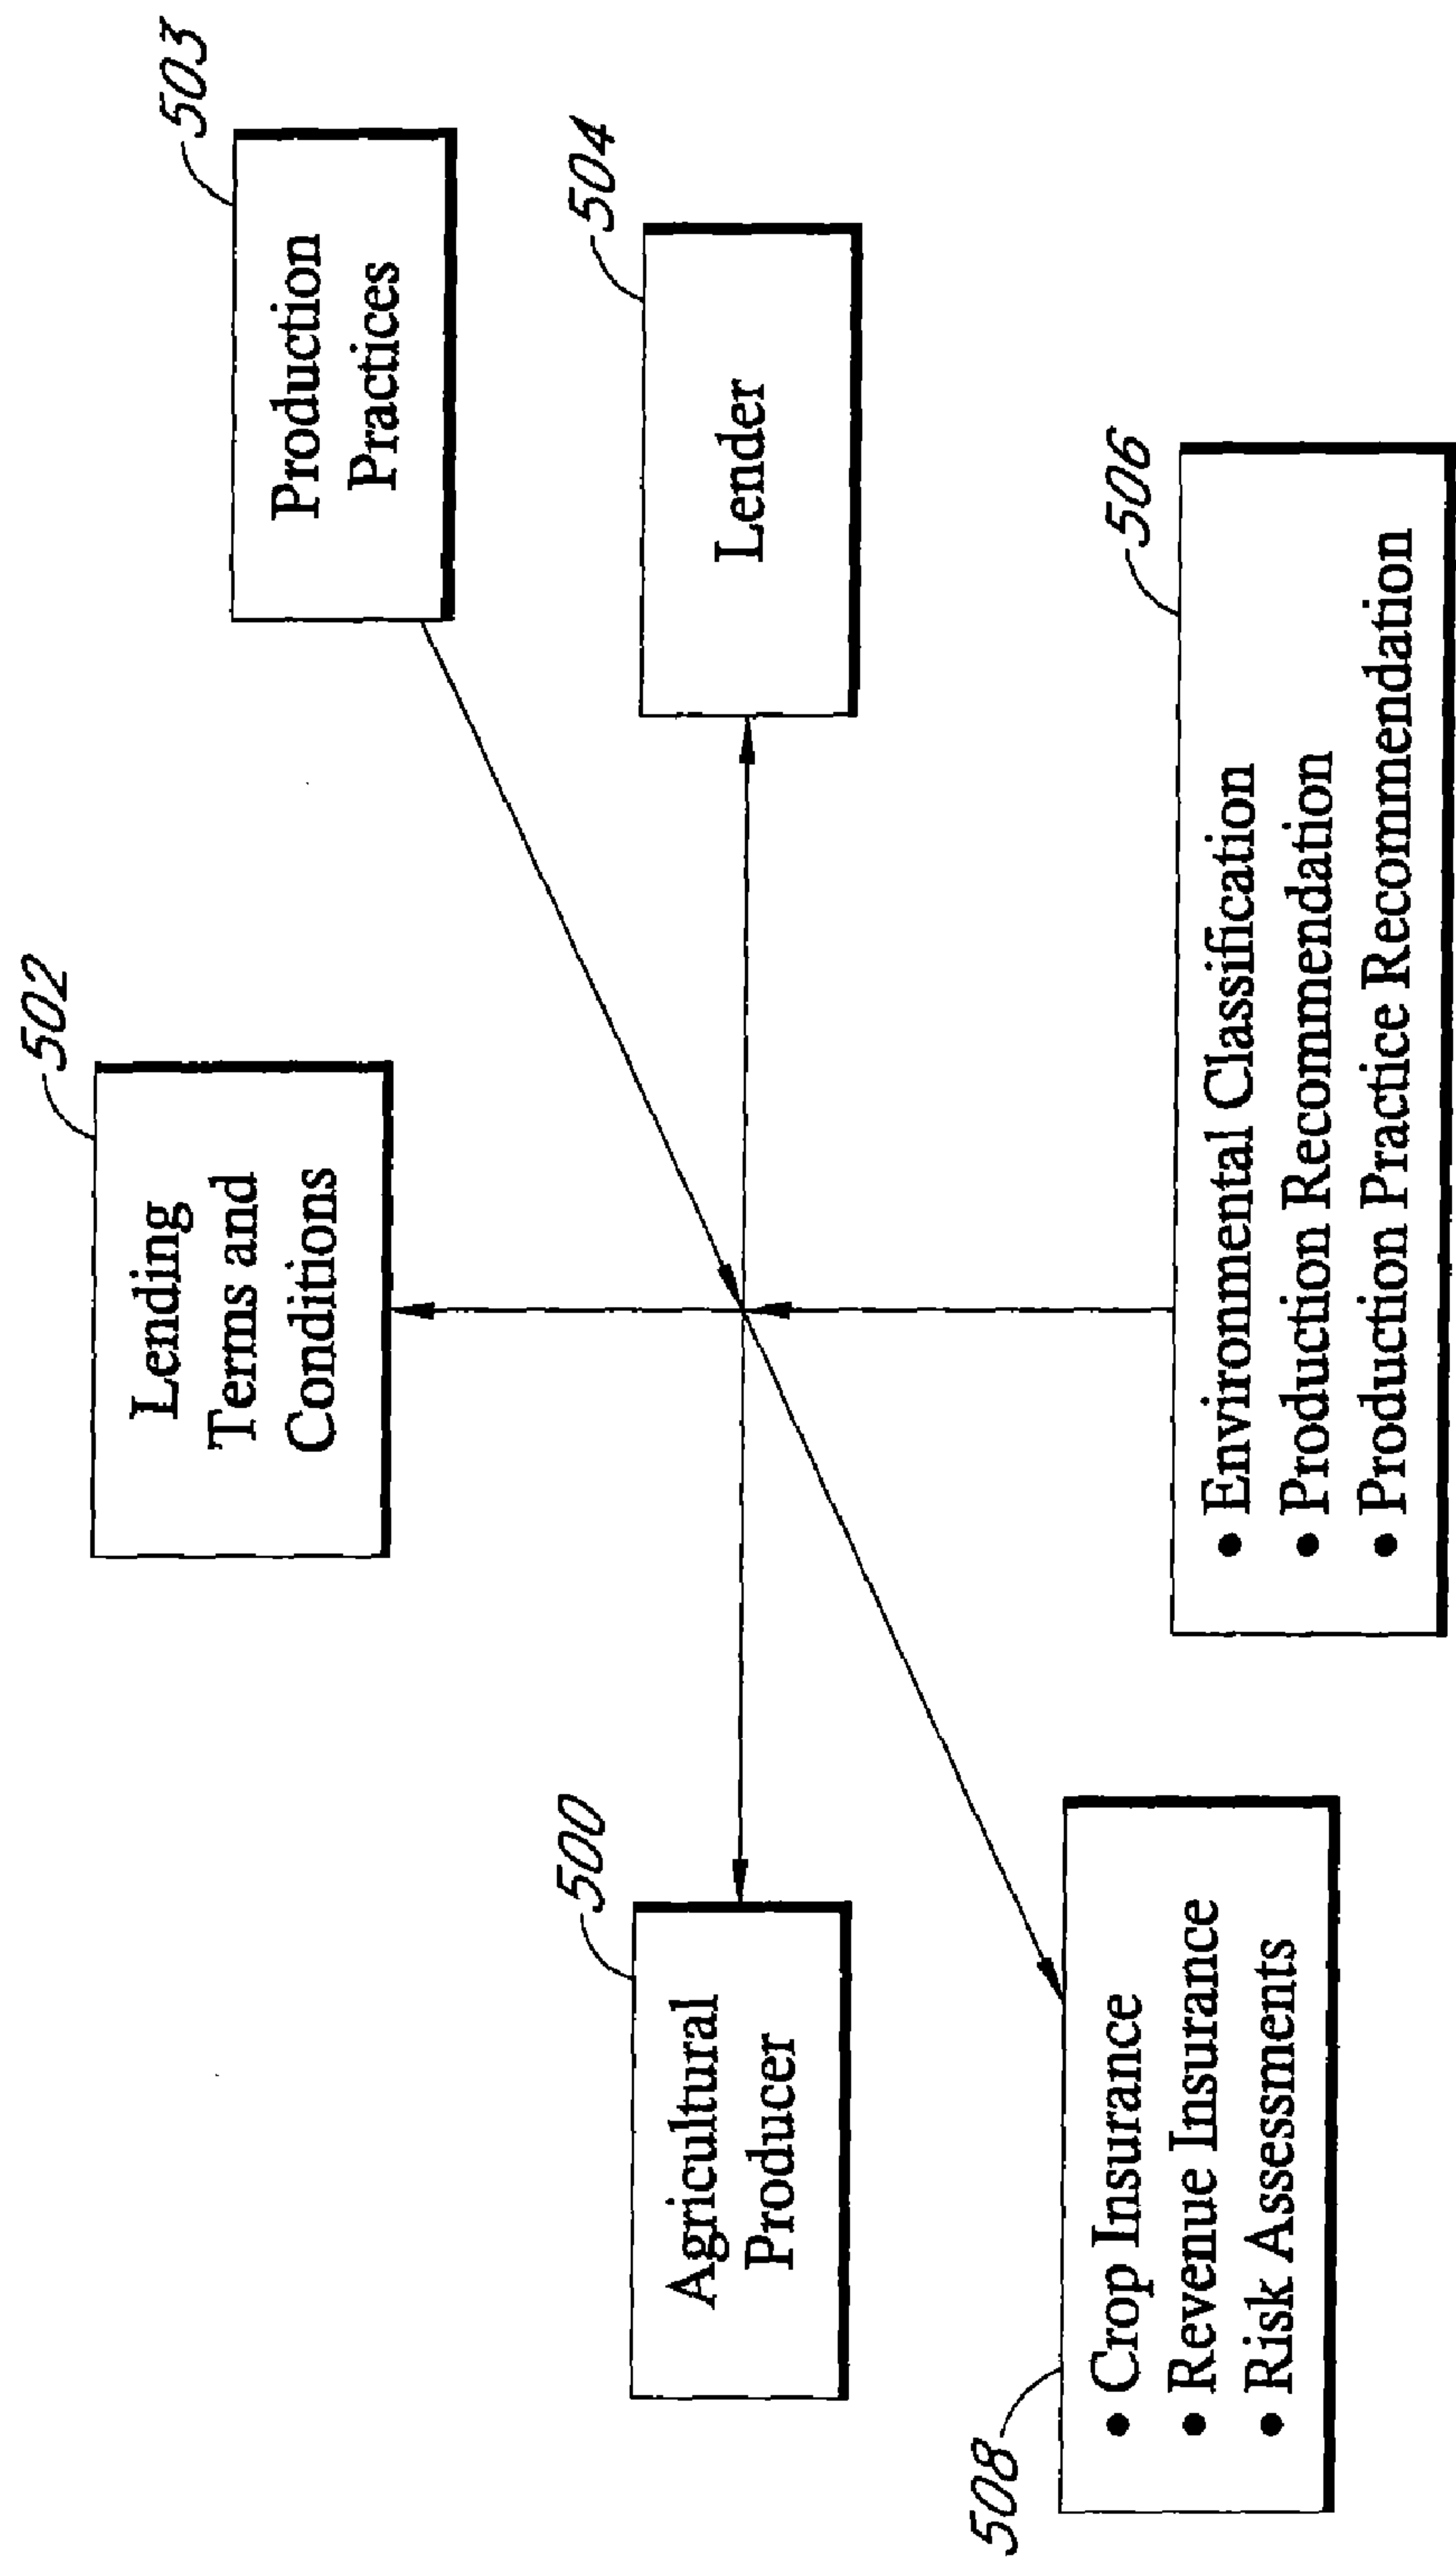 502
Lending
Terms and
Conditions
503
Production
Practices
500
Agricultural
Producer
504
Lender
508
• Crop Insurance
• Revenue Insurance
• Risk Assessments
506
• Environmental Classification
• Production Recommendation
• Production Practice Recommendation